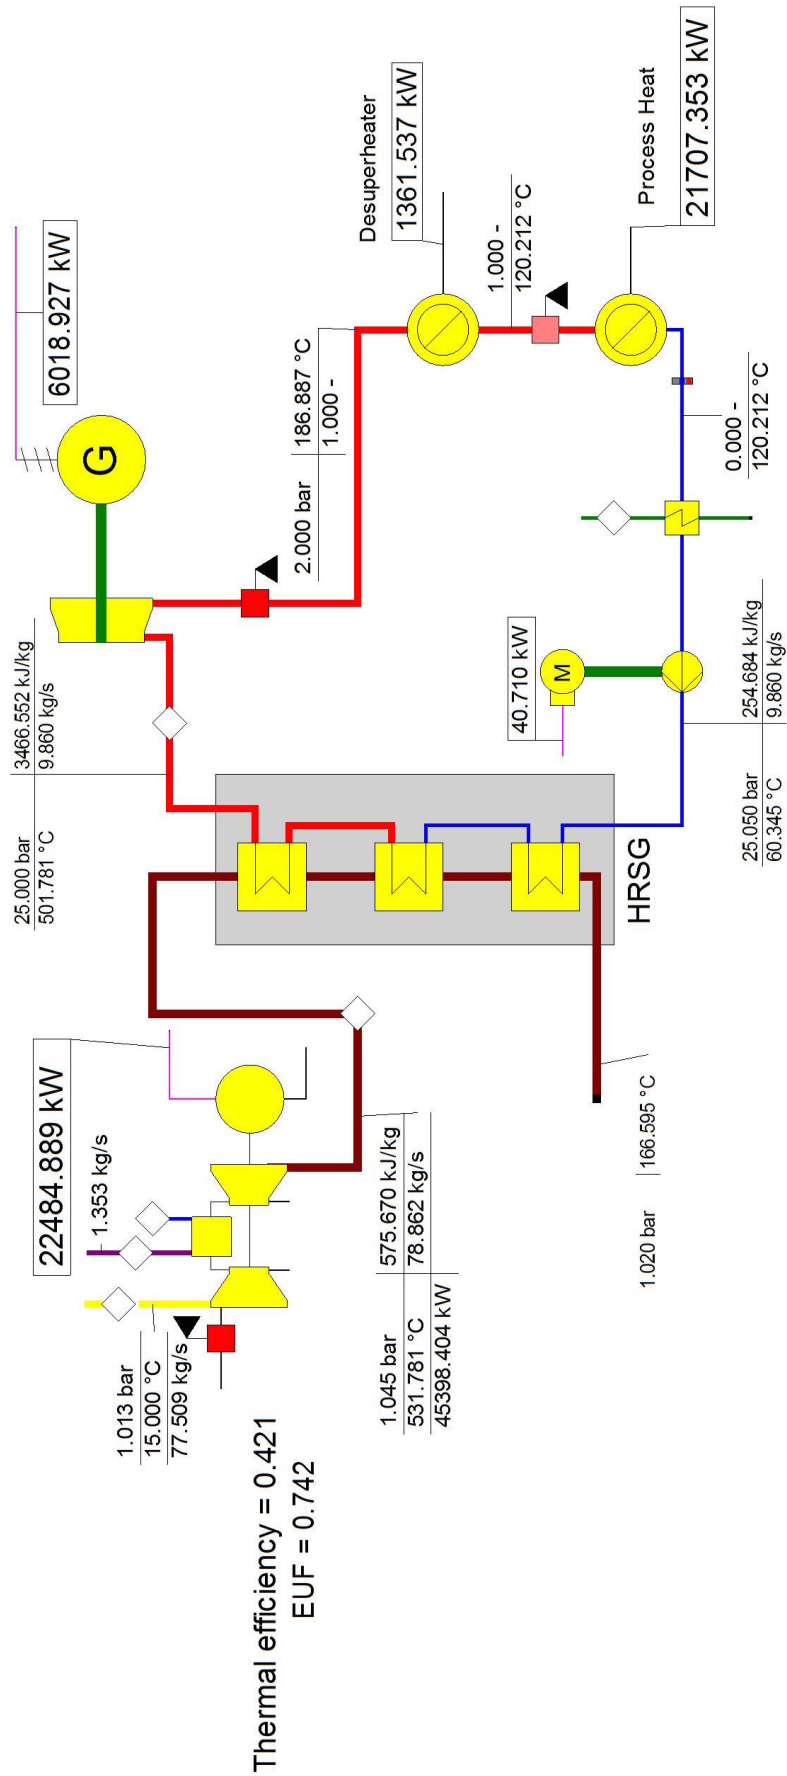 Thermal efficiency = 0.421
EUF = 0.742
1.013 bar
15.000 °C
77.509 kg/s
1.353 kg/s
22484.889 kW
1.045 bar
575.670 kJ/kg
531.781 °C
78.862 kg/s
45398.404 kW
1.020 bar
166.595 °C
HRSG
25.000 bar
3466.552 kJ/kg
501.781 °C
9.860 kg/s
G
6018.927 kW
2.000 bar
186.887 °C
1.000 -
Desuperheater
1361.537 kW
1.000 -
120.212 °C
Process Heat
21707.353 kW
0.000 -
120.212 °C
40.710 kW
M
25.050 bar
254.684 kJ/kg
60.345 °C
9.860 kg/s